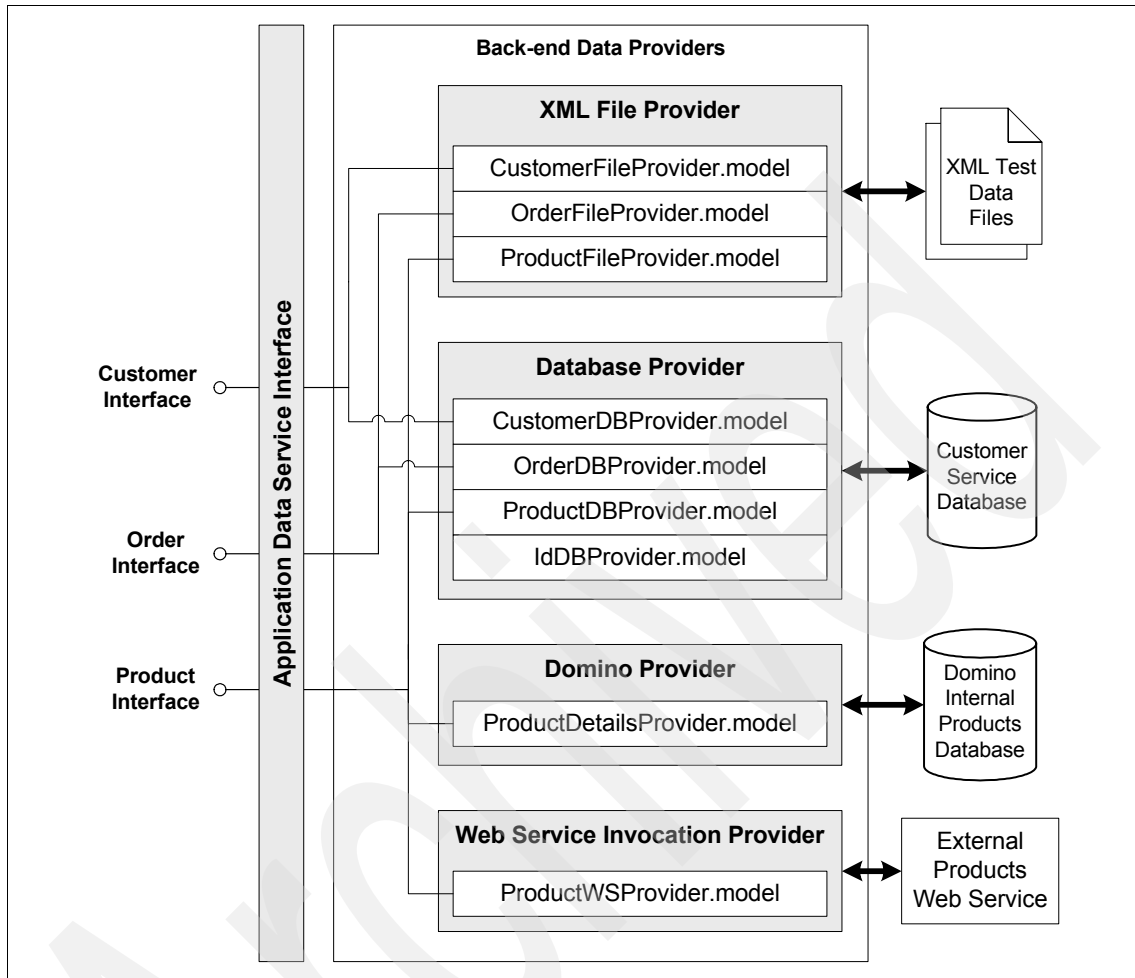 Back-end Data Providers
XML File Provider
CustomerFileProvider.model
OrderFileProvider.model
ProductFileProvider.model
XML Test
Data
Files
Application Data Service Interface
Customer
Interface
Order
Interface
Product
Interface
Database Provider
CustomerDBProvider.model
OrderDBProvider.model
ProductDBProvider.model
IdDBProvider.model
Customer
Service
Database
Domino Provider
ProductDetailsProvider.model
Domino
Internal
Products
Database
Web Service Invocation Provider
ProductWSProvider.model
External
Products
Web Service
Archived